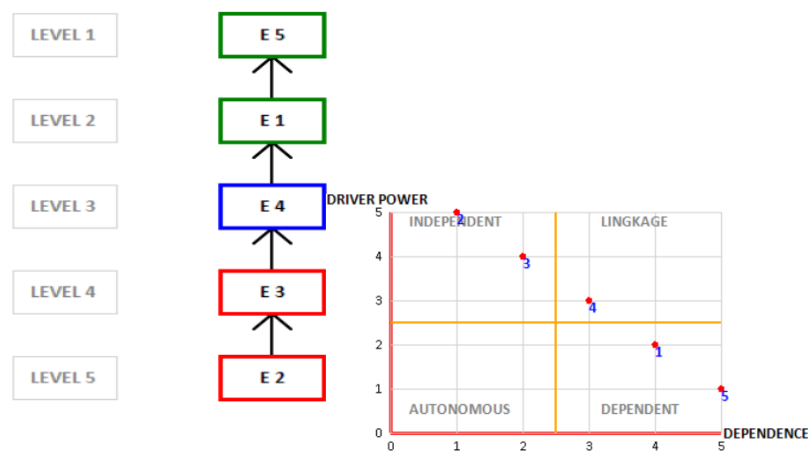 LEVEL 1
E 5
LEVEL 2
E 1
LEVEL 3
E 4
DRIVER POWER
LEVEL 4
E 3
LEVEL 5
E 2
5
4
3
2
1
0
INDEPENDENT
LINGKAGE
2
3
4
1
5
AUTONOMOUS
DEPENDENT
DEPENDENCE
0
1
2
3
4
5